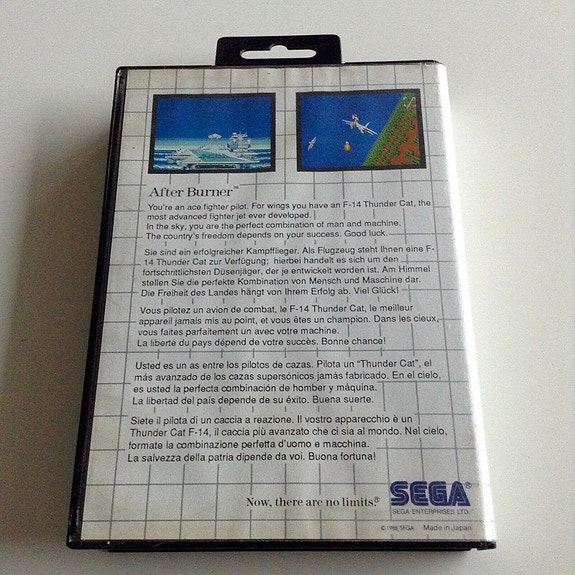 After Burner™
You're an ace fighter pilot. For wings you have an F-14 Thunder Cat, the
most advanced fighter jet ever developed.
In the sky, you are the perfect combination of man and machine.
The country's freedom depends on your success. Good luck.
Sie sind ein erfolgreicher Kampfflieger. Als Flugzeug steht Ihnen eine F-
14 Thunder Cat zur Verfügung; hierbei handelt es sich um den
fortschrittlichsten Düsenjäger, der je entwickelt worden ist. Am Himmel
stellen Sie die perfekte Kombination von Mensch und Maschine dar.
Die Freiheit des Landes hängt von Ihrem Erfolg ab. Viel Glück!
Vous pilotez un avion de combat, le F-14 Thunder Cat, le meilleur
appareil jamais mis au point, et vous êtes un champion. Dans les cieux,
vous faites parfaitement un avec votre machine.
La liberté du pays dépend de votre succès. Bonne chance!
Usted es un as entre los pilotos de cazas. Pilota un "Thunder Cat", el
más avanzado de los cazas supersónicos jamás fabricado. En el cielo,
es usted la perfecta combinación de homber y máquina.
La libertad del país depende de su éxito. Buena suerte.
Siete il pilota di un caccia a reazione. Il vostro apparecchio è un
Thunder Cat F-14, il caccia più avanzato che ci sia al mondo. Nel cielo,
formate la combinazione perfetta d'uomo e macchina.
La salvezza della patria dipende da voi. Buona fortuna!
Now, there are no limits.®
SEGA®
SEGA ENTERPRISES LTD.
© 1988 SEGA Made in Japan